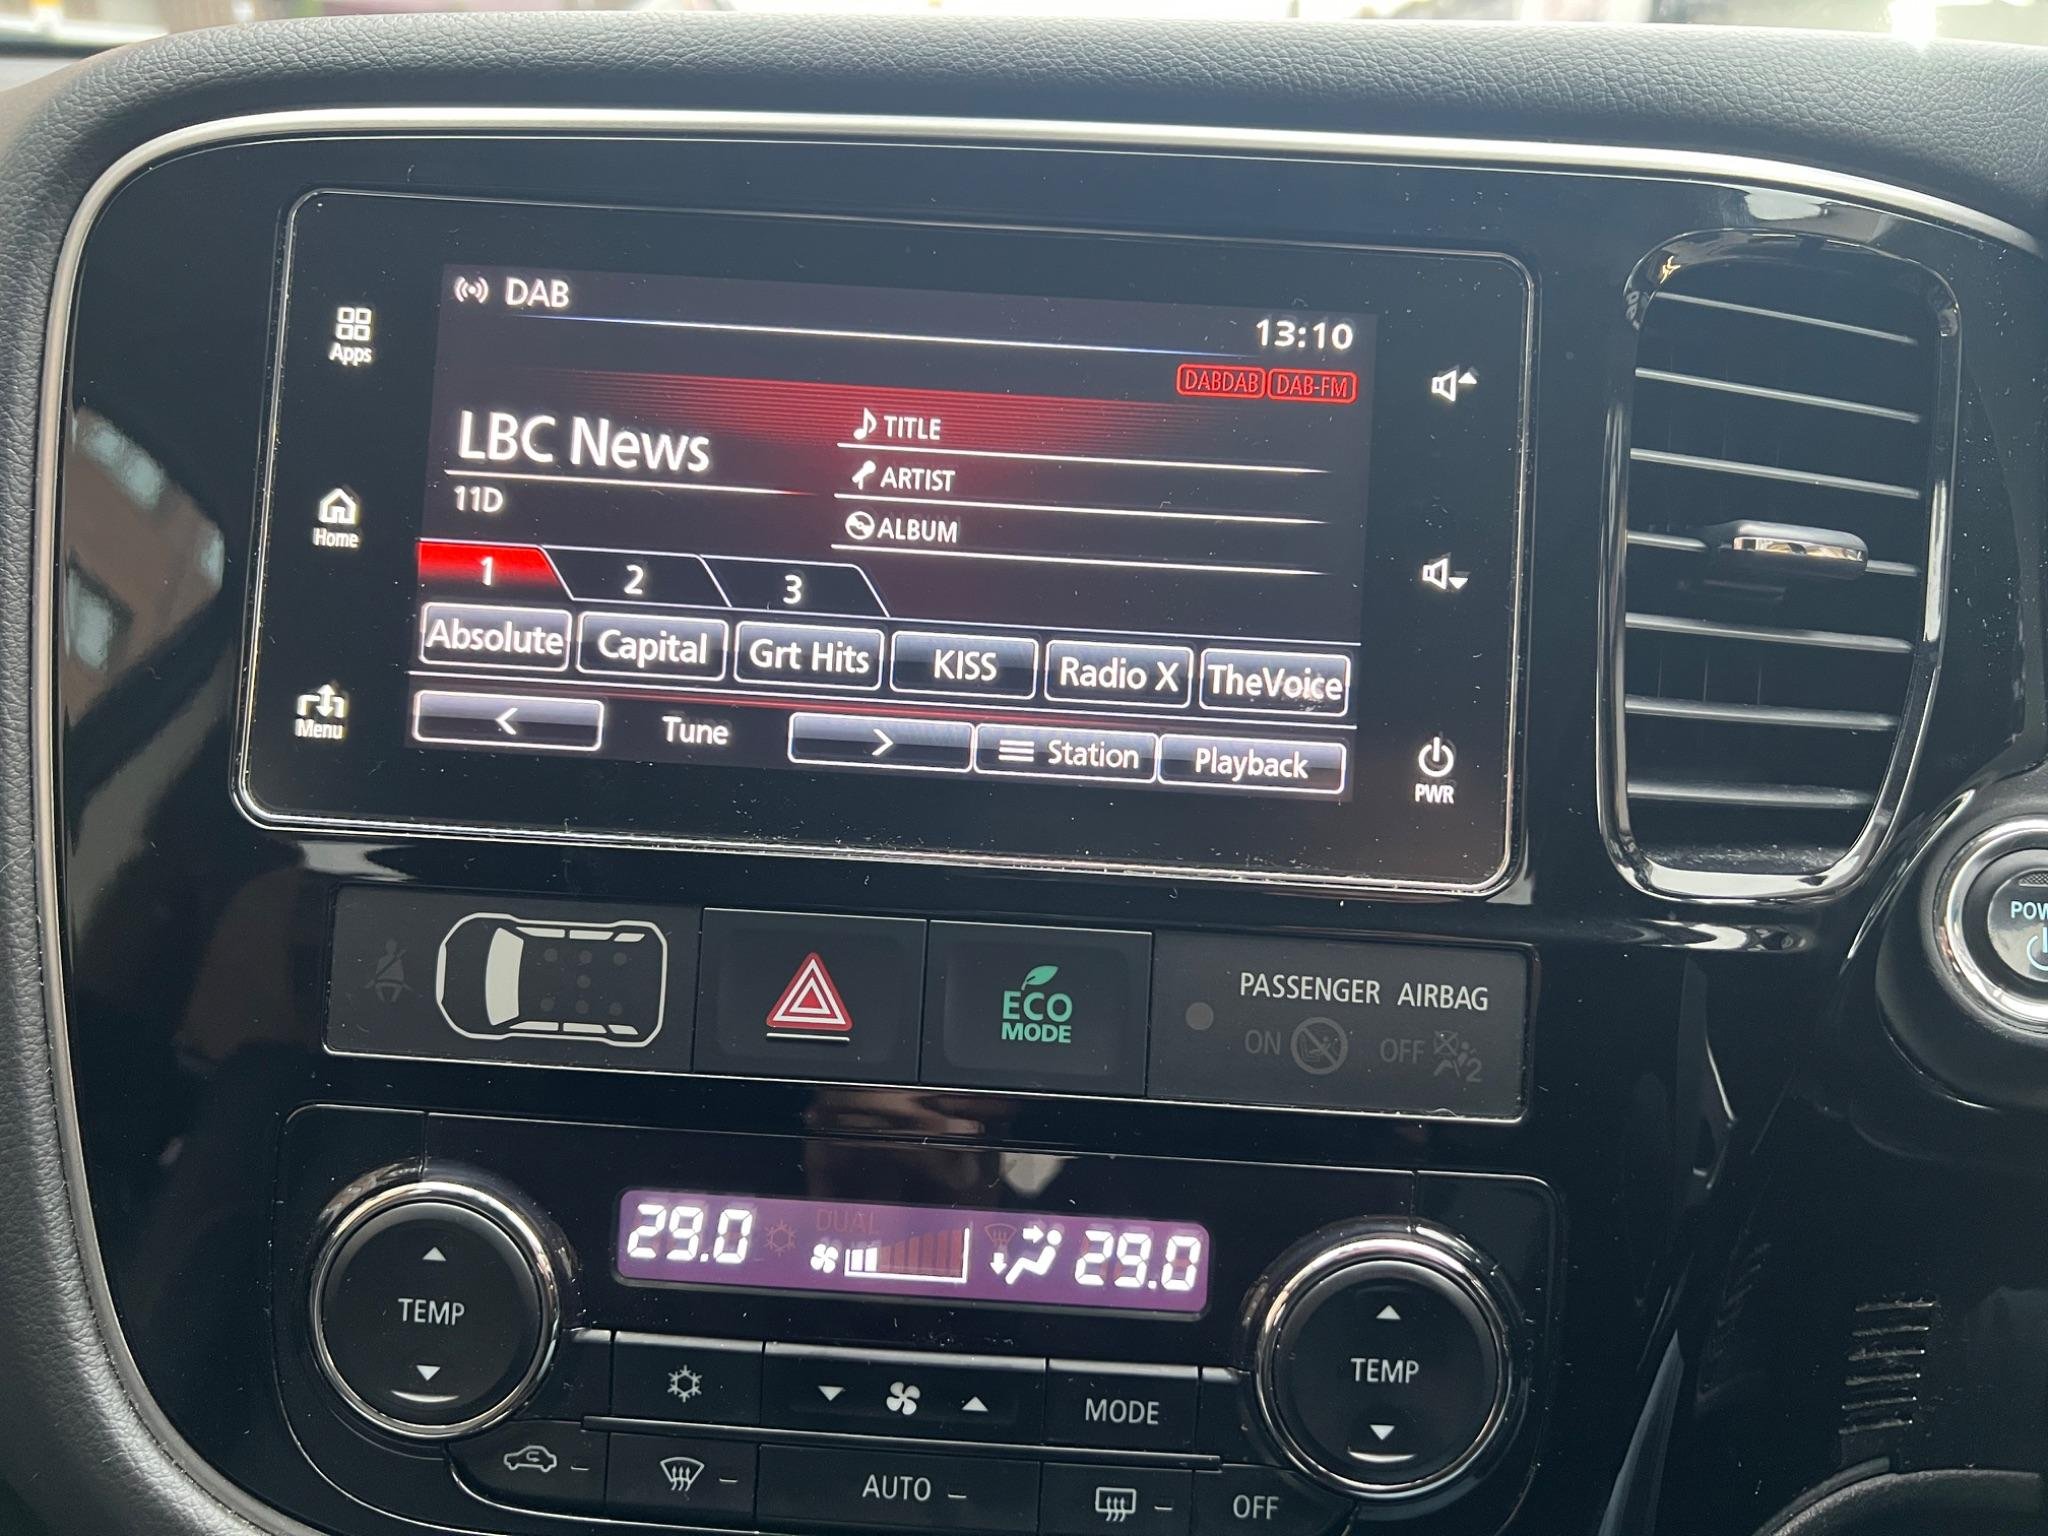 DAB
13:10
DABDAB DAB-FM
Apps
LBC News
11D
TITLE
ARTIST
ALBUM
Home
1 2 3
Absolute Capital Grt Hits KISS Radio X TheVoice
< Tune > Station Playback
Menu
PWR
ECO
MODE
PASSENGER AIRBAG
ON OFF 2
DUAL
29.0 29.0
TEMP TEMP
MODE
AUTO OFF